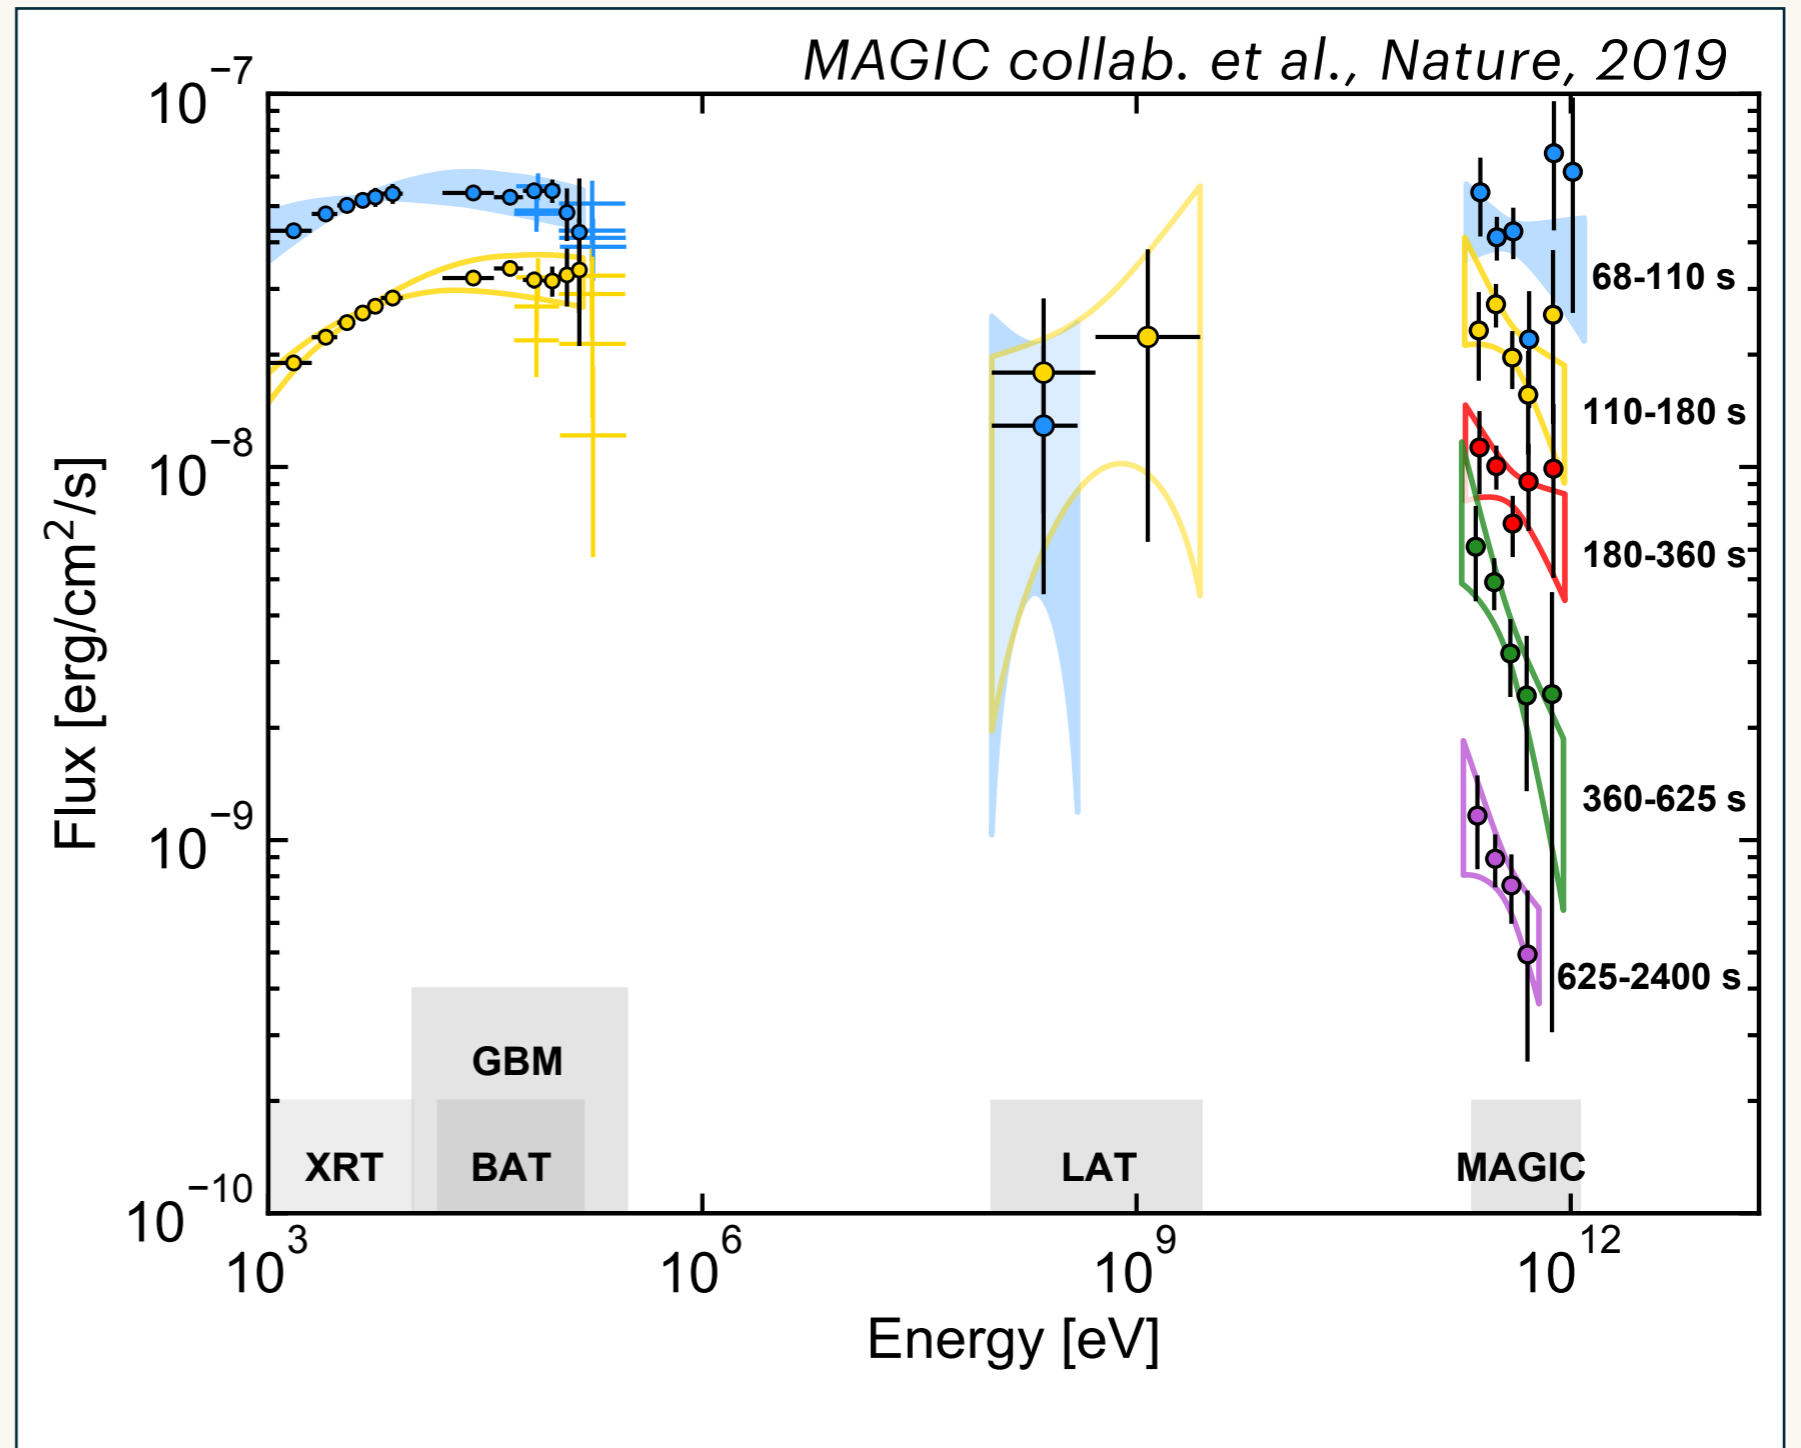 MAGIC collab. et al., Nature, 2019
10^−7
10^−8
10^−9
10^−10
Flux [erg/cm^2/s]
68-110 s
110-180 s
180-360 s
360-625 s
625-2400 s
GBM
XRT
BAT
LAT
MAGIC
10^3
10^6
10^9
10^12
Energy [eV]